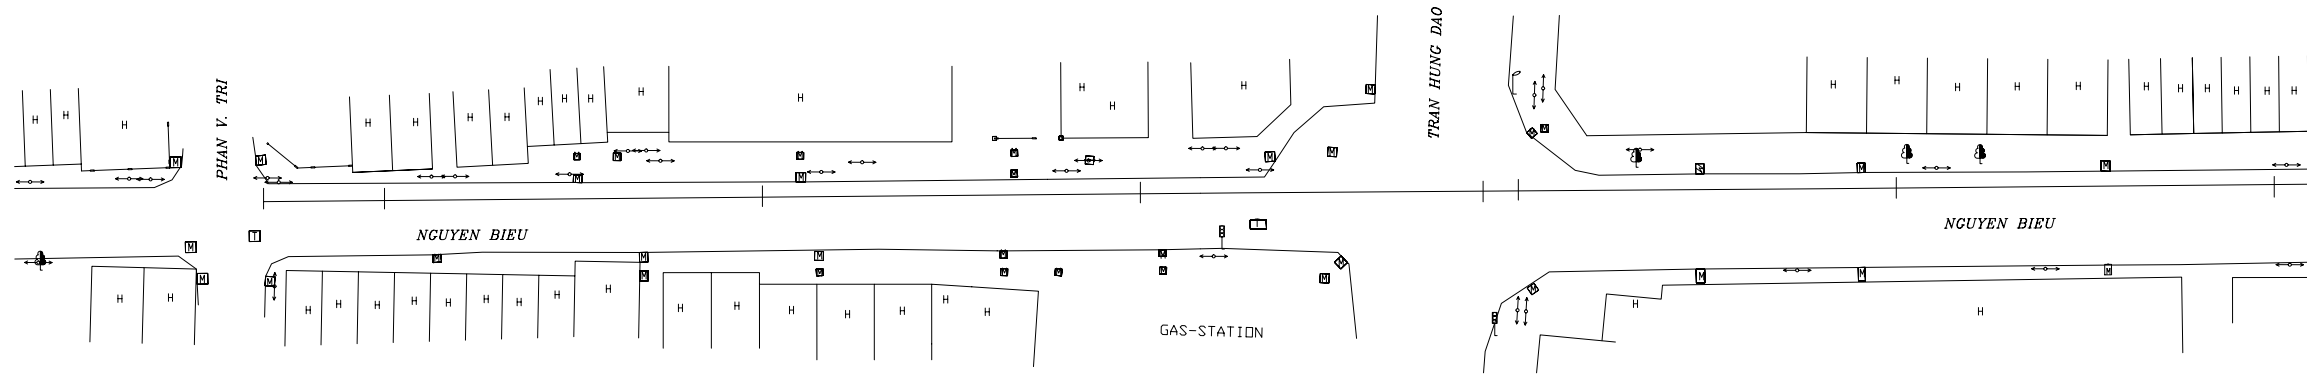 PHAN V. TRI
TRAN HUNG DAO
NGUYEN BIEU
NGUYEN BIEU
GAS-STATION
H H H H H H H H H H H H H H H H H H H H H H H H H H
M M M M M M M M M M M M M M M
T T
H H H H H H H H H H H H H H H H H H H H
M M M M M M M M M M M M M M M M M M M